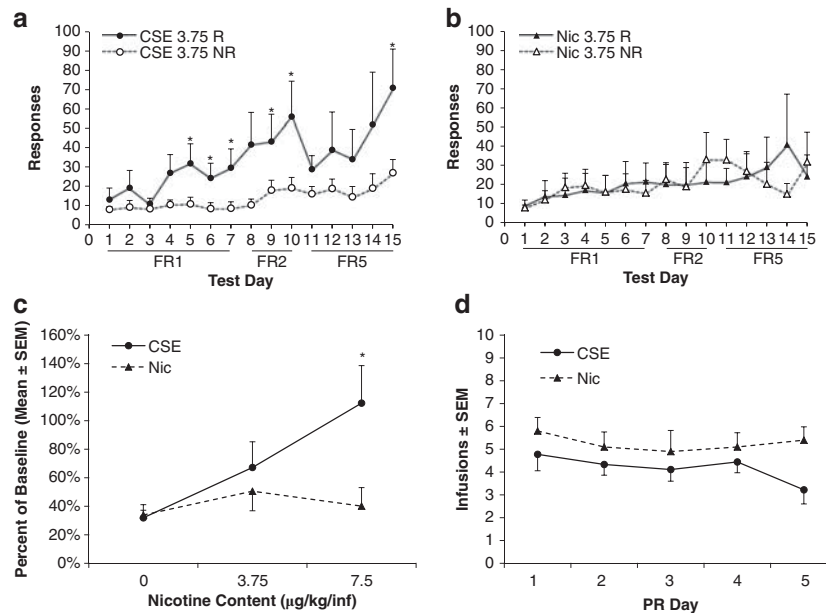 a
CSE 3.75 R
CSE 3.75 NR
Responses
100
90
80
70
60
50
40
30
20
10
0
* * * * * *
0 1 2 3 4 5 6 7 8 9 10 11 12 13 14 15
FR1 FR2 FR5
Test Day
b
Nic 3.75 R
Nic 3.75 NR
Responses
100
90
80
70
60
50
40
30
20
10
0
0 1 2 3 4 5 6 7 8 9 10 11 12 13 14 15
FR1 FR2 FR5
Test Day
c
CSE
Nic
Percent of Baseline (Mean ± SEM)
160%
140%
120%
100%
80%
60%
40%
20%
0%
*
0 3.75 7.5
Nicotine Content (µg/kg/inf)
d
CSE
Nic
Infusions ± SEM
10
9
8
7
6
5
4
3
2
1
0
1 2 3 4 5
PR Day